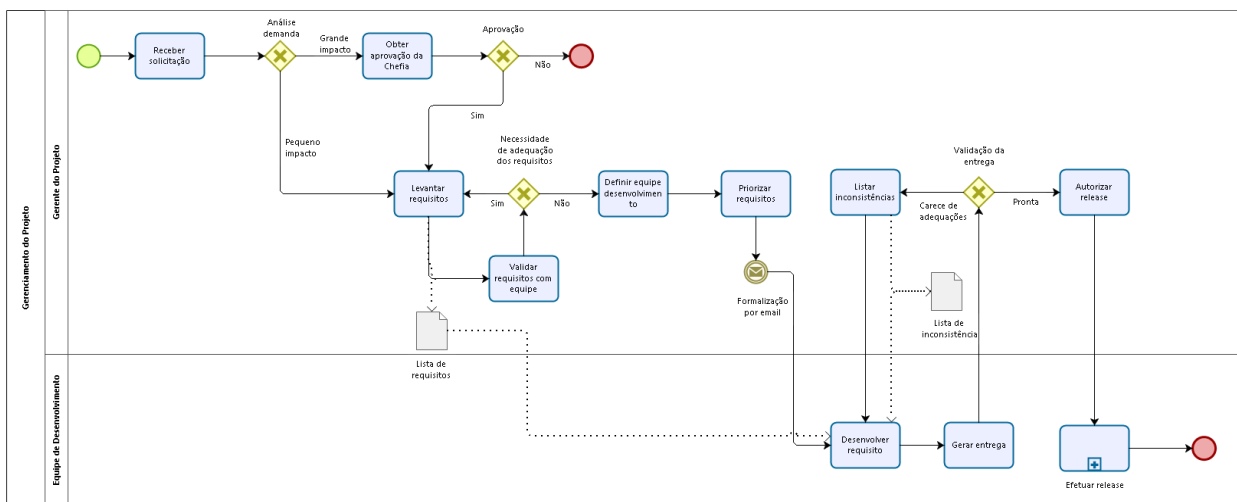 Gerenciamento do Projeto
Gerente do Projeto
Equipe de Desenvolvimento
Receber
solicitação
Análise
demanda
Grande
impacto
Obter
aprovação da
Chefia
Aprovação
Não
Sim
Pequeno
impacto
Levantar
requisitos
Necessidade
de adequação
dos requisitos
Sim
Não
Validar
requisitos com
equipe
Definir equipe
desenvolvime
nto
Priorizar
requisitos
Formalização
por email
Lista de
requisitos
Listar
inconsistências
Validação da
entrega
Carece de
adequações
Pronta
Autorizar
release
Lista de
inconsistência
Desenvolver
requisito
Gerar entrega
Efetuar release